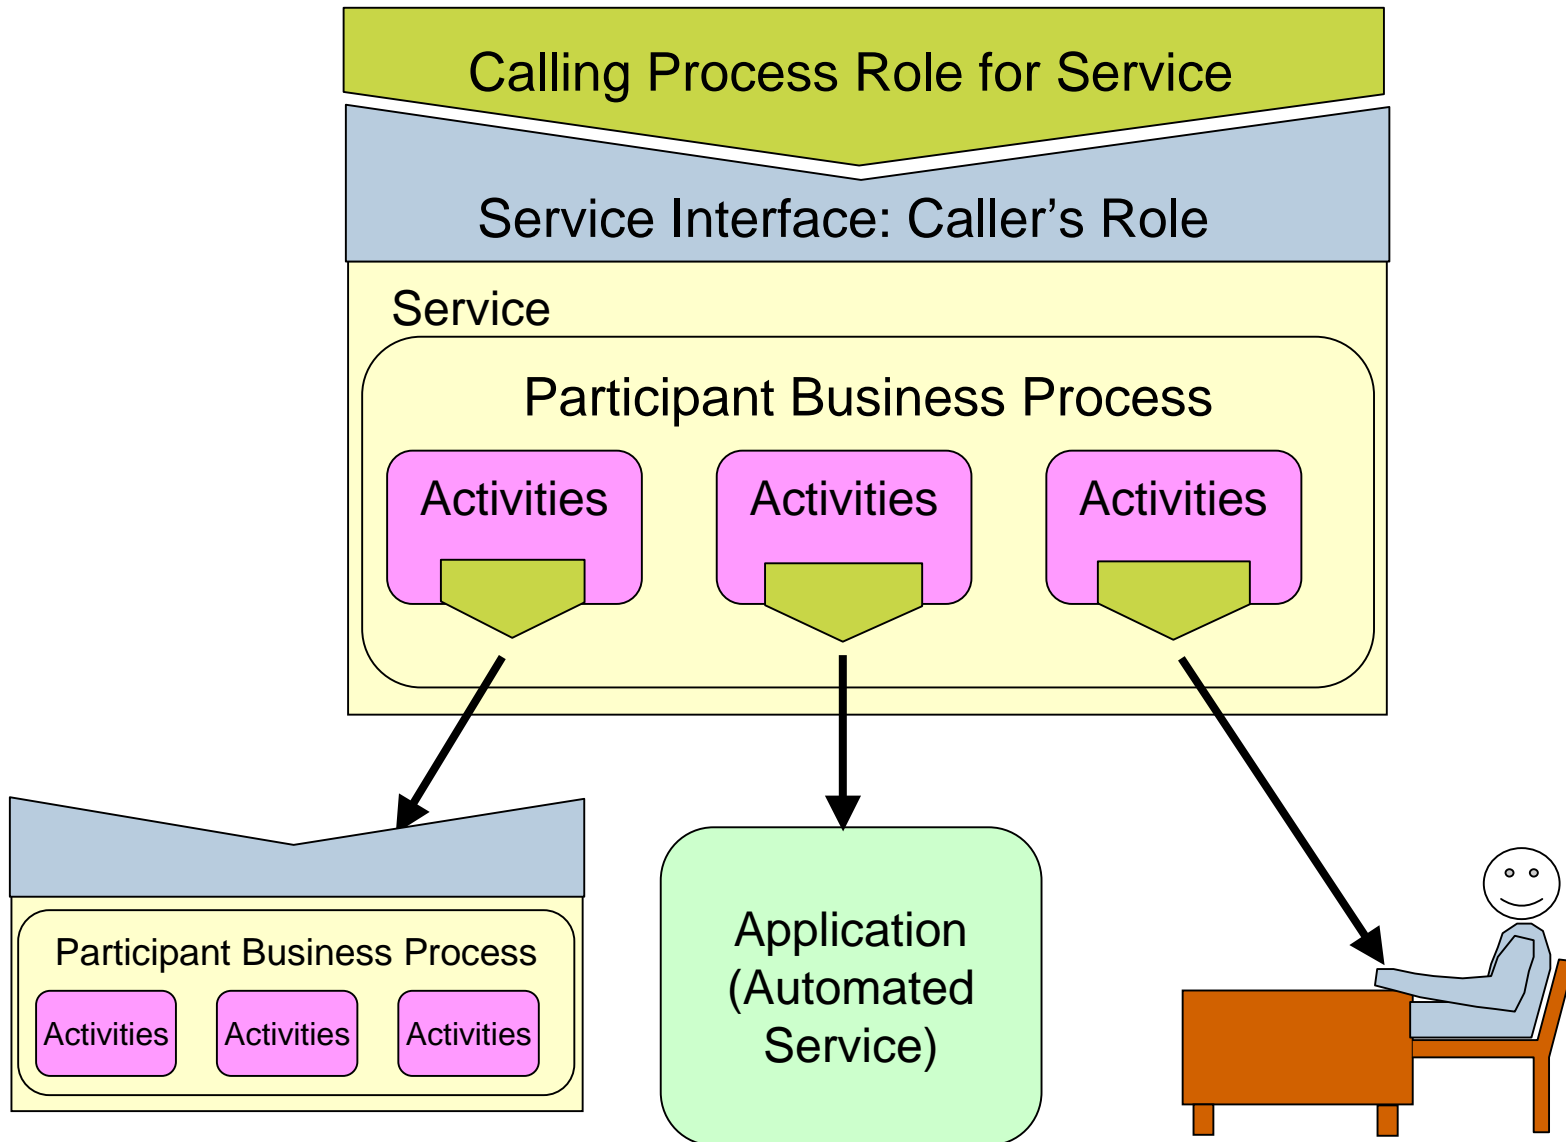 Calling Process Role for Service
Service Interface: Caller’s Role
Service
Participant Business Process
Activities
Activities
Activities
Participant Business Process
Activities
Activities
Activities
Application
(Automated
Service)